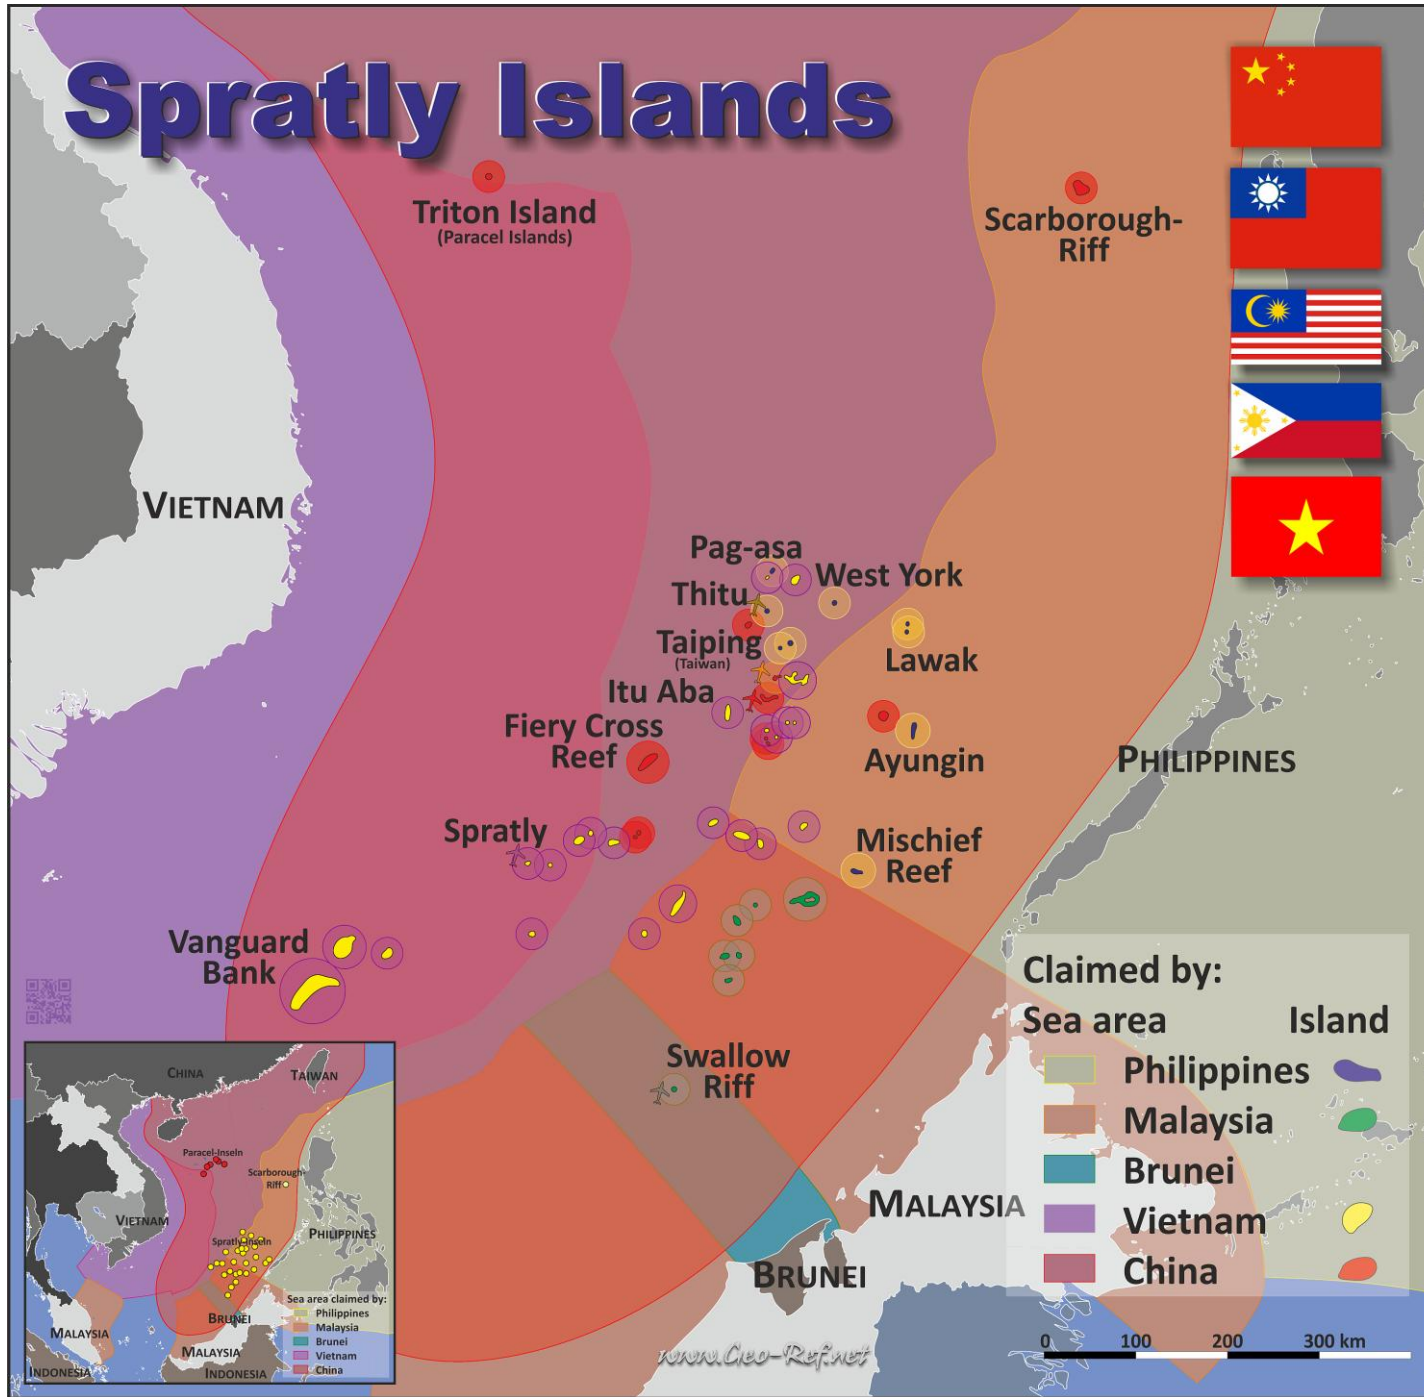 Spratly Islands
Triton Island
(Paracel Islands)
Scarborough-
Riff
VIETNAM
Pag-asa
West York
Thitu
Taiping
(Taiwan)
Lawak
Itu Aba
Fiery Cross
Reef
Ayungin
PHILIPPINES
Spratly
Mischief
Reef
Vanguard
Bank
Swallow
Riff
MALAYSIA
BRUNEI
Claimed by:
Sea area Island
Philippines
Malaysia
Brunei
Vietnam
China
0 100 200 300 km
www.Geo-Ref.net
CHINA
TAIWAN
Paracel-Inseln
Scarborough-
Riff
VIETNAM
PHILIPPINES
Spratly-Inseln
BRUNEI
MALAYSIA
MALAYSIA
INDONESIA
INDONESIA
Sea area claimed by:
Philippines
Malaysia
Brunei
Vietnam
China